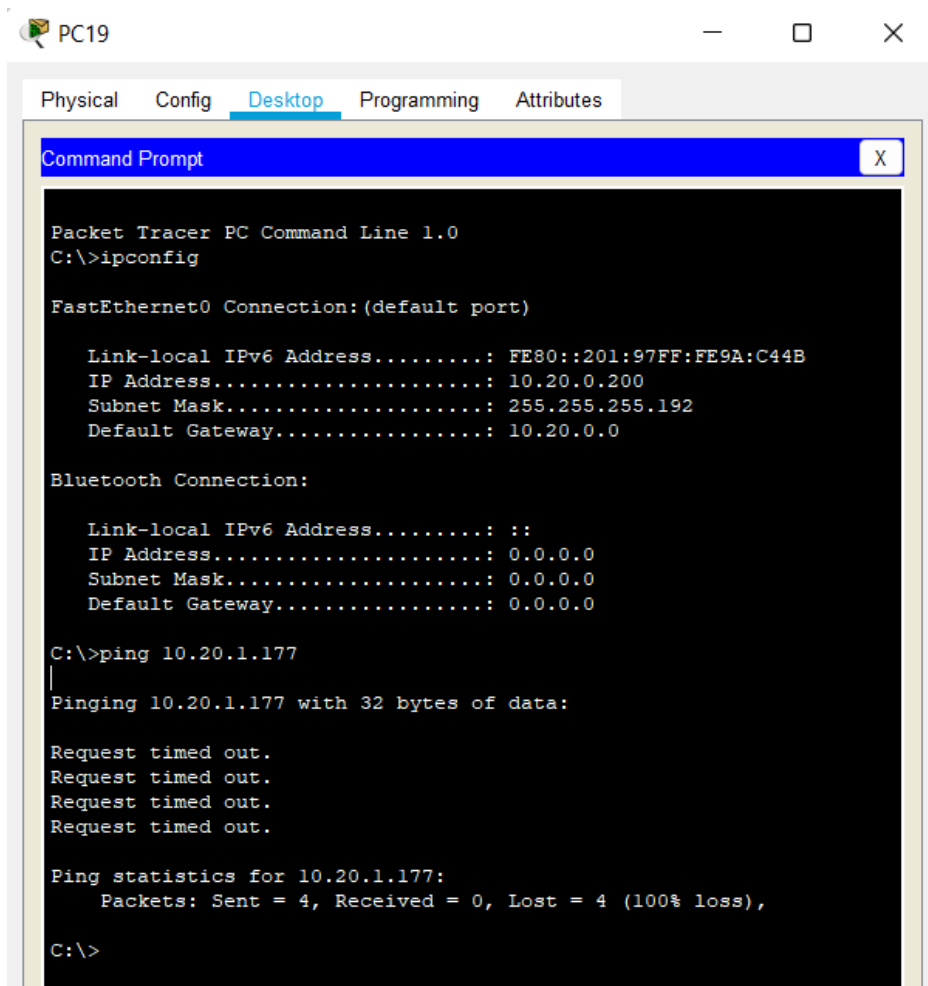 PC19
Physical Config Desktop Programming Attributes
Command Prompt
X
Packet Tracer PC Command Line 1.0
C:\>ipconfig
FastEthernet0 Connection:(default port)
Link-local IPv6 Address.........: FE80::201:97FF:FE9A:C44B
IP Address......................: 10.20.0.200
Subnet Mask.....................: 255.255.255.192
Default Gateway.................: 10.20.0.0
Bluetooth Connection:
Link-local IPv6 Address.........: ::
IP Address......................: 0.0.0.0
Subnet Mask.....................: 0.0.0.0
Default Gateway.................: 0.0.0.0
C:\>ping 10.20.1.177
Pinging 10.20.1.177 with 32 bytes of data:
Request timed out.
Request timed out.
Request timed out.
Request timed out.
Ping statistics for 10.20.1.177:
Packets: Sent = 4, Received = 0, Lost = 4 (100% loss),
C:\>